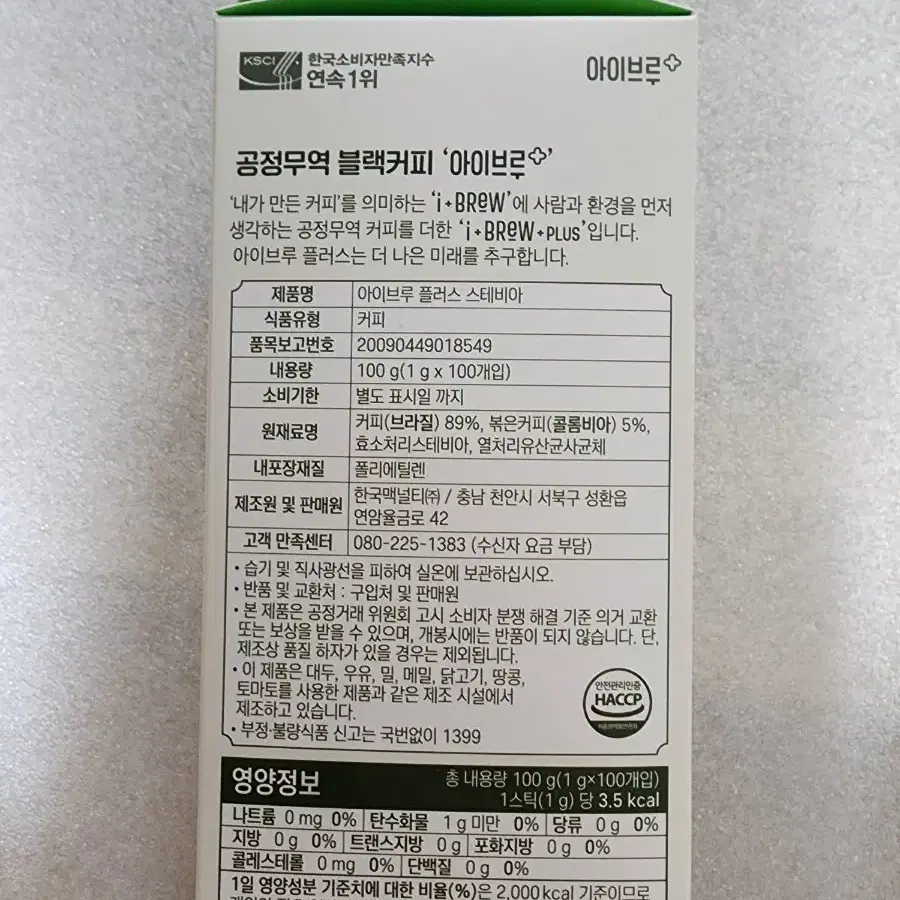 KSCI 한국소비자만족지수
연속 1위
아이브루+
공정무역 블랙커피 ‘아이브루+’
‘내가 만든 커피’를 의미하는 ‘i+BReW’에 사람과 환경을 먼저
생각하는 공정무역 커피를 더한 ‘i+BReW+PLUS’입니다.
아이브루 플러스는 더 나은 미래를 추구합니다.
제품명 아이브루 플러스 스테비아
식품유형 커피
품목보고번호 20090449018549
내용량 100 g(1 g x 100개입)
소비기한 별도 표시일 까지
원재료명 커피(브라질) 89%, 볶은커피(콜롬비아) 5%,
효소처리스테비아, 열처리유산균사균체
내포장재질 폴리에틸렌
제조원 및 판매원 한국맥널티㈜ / 충남 천안시 서북구 성환읍
연암율금로 42
고객 만족센터 080-225-1383 (수신자 요금 부담)
• 습기 및 직사광선을 피하여 실온에 보관하십시오.
• 반품 및 교환처 : 구입처 및 판매원
• 본 제품은 공정거래 위원회 고시 소비자 분쟁 해결 기준 의거 교환
또는 보상을 받을 수 있으며, 개봉시에는 반품이 되지 않습니다. 단,
제조상 품질 하자가 있을 경우는 제외됩니다.
• 이 제품은 대두, 우유, 밀, 메밀, 닭고기, 땅콩,
토마토를 사용한 제품과 같은 제조 시설에서
제조하고 있습니다.
• 부정·불량식품 신고는 국번없이 1399
안전관리인증
HACCP
영양정보
총 내용량 100 g(1 g×100개입)
1스틱(1 g) 당 3.5 kcal
나트륨 0 mg 0% 탄수화물 1 g 미만 0% 당류 0 g 0%
지방 0 g 0% 트랜스지방 0 g 포화지방 0 g 0%
콜레스테롤 0 mg 0% 단백질 0 g 0%
1일 영양성분 기준치에 대한 비율(%)은 2,000 kcal 기준이므로